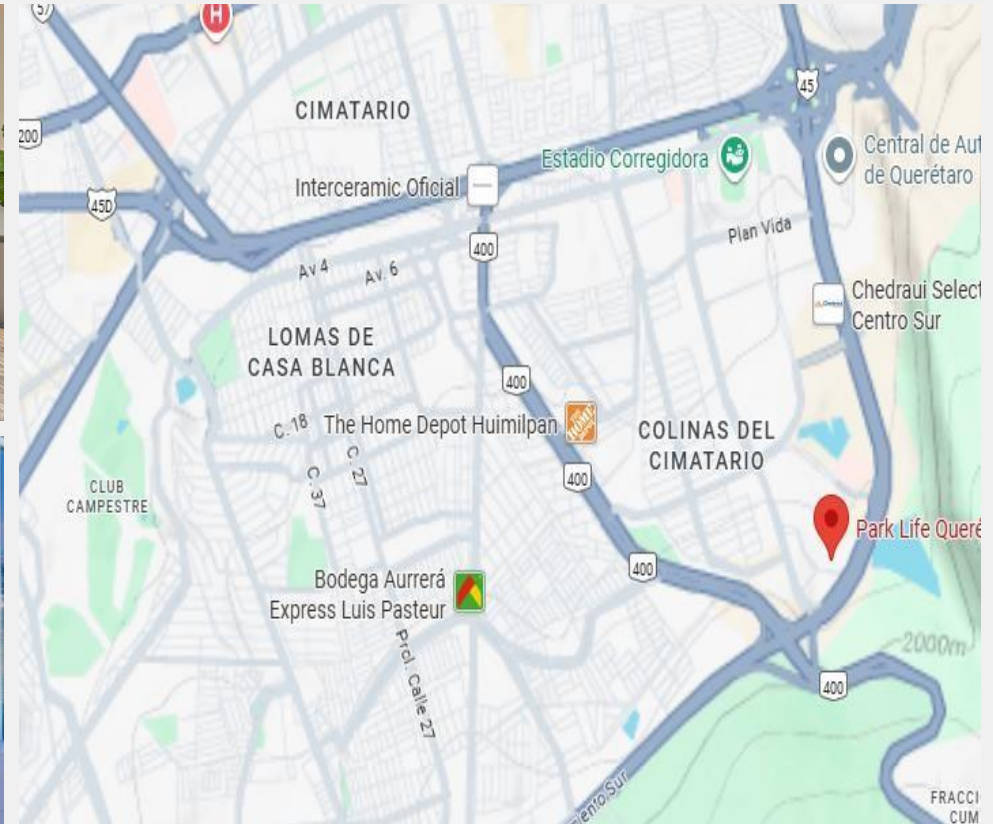 57
H
CIMATARIO
45
200
Estadio Corregidora
Central de Aut
de Querétaro
Interceramic Oficial
45D
Plan Vida
400
Av 4
Av. 6
Chedraui Select
Centro Sur
LOMAS DE
CASA BLANCA
400
C. 18
The Home Depot Huimilpan
COLINAS DEL
CIMATARIO
C. 27
C. 37
400
CLUB
CAMPESTRE
Park Life Queré
400
Bodega Aurrerá
Express Luis Pasteur
2000m
Prol. Calle 27
400
ento Sur
FRACCI
CUM